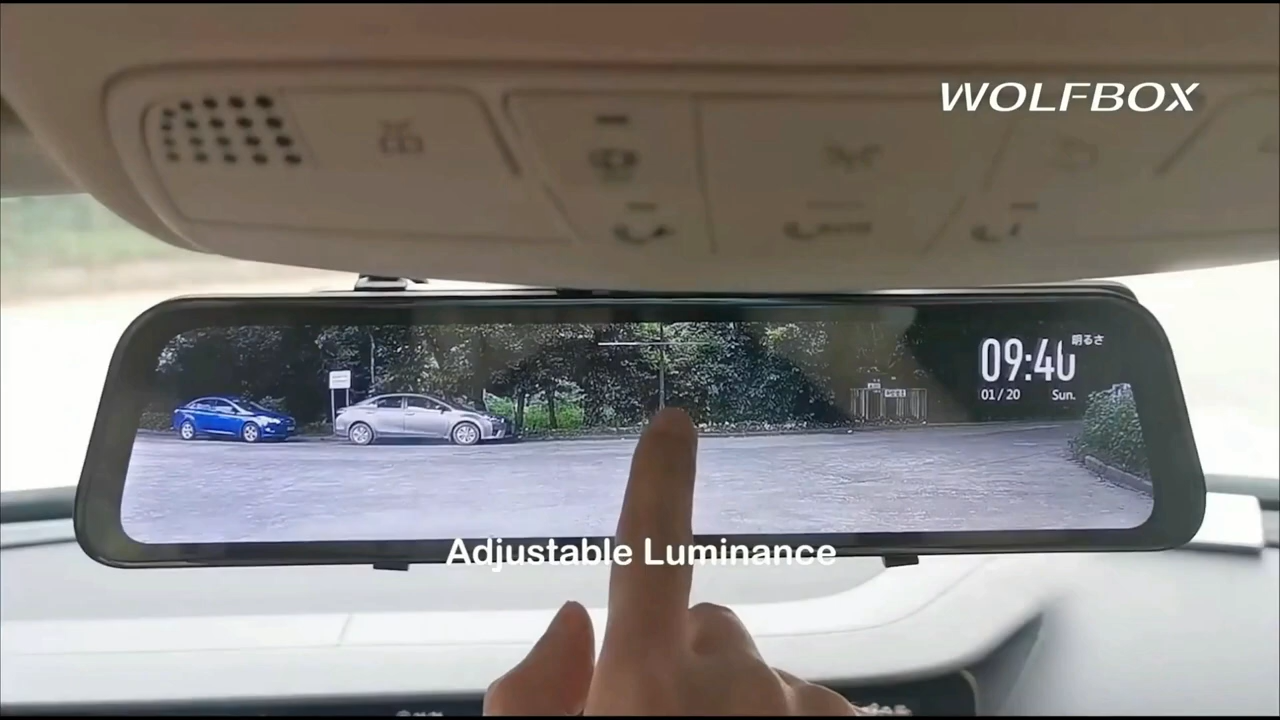 WOLFBOX
明るさ
09:40
01/20 Sun.
Adjustable Luminance